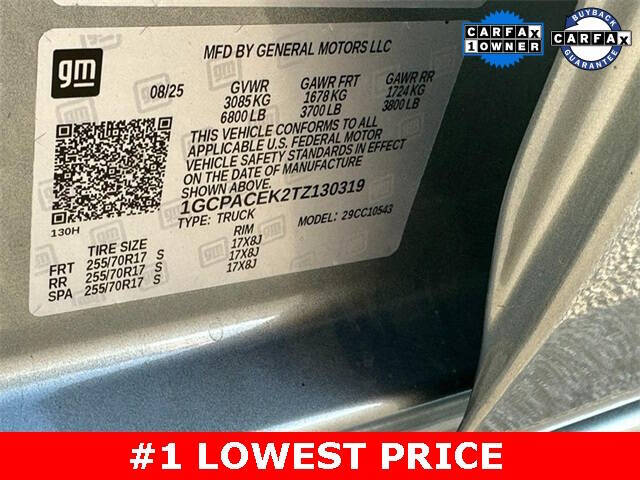 CARFAX
1 OWNER
BUYBACK
CARFAX
GUARANTEE
gm
MFD BY GENERAL MOTORS LLC
08/25 GVWR GAWR FRT GAWR RR
3085 KG 1678 KG 1724 KG
6800 LB 3700 LB 3800 LB
THIS VEHICLE CONFORMS TO ALL
APPLICABLE U.S. FEDERAL MOTOR
VEHICLE SAFETY STANDARDS IN EFFECT
ON THE DATE OF MANUFACTURE
SHOWN ABOVE.
1GCPACEK2TZ130319
TYPE: TRUCK MODEL: 29CC10543
130H
TIRE SIZE RIM
FRT 255/70R17 S 17X8J
RR 255/70R17 S 17X8J
SPA 255/70R17 S 17X8J
#1 LOWEST PRICE